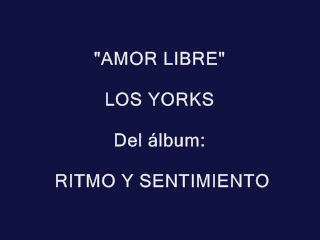 "AMOR LIBRE"
LOS YORKS
Del álbum:
RITMO Y SENTIMIENTO